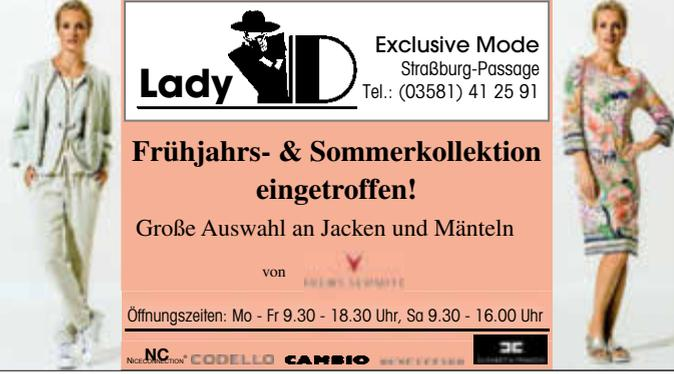 Lady D
Exclusive Mode
Straßburg-Passage
Tel.: (03581) 41 25 91
Frühjahrs- & Sommerkollektion
eingetroffen!
Große Auswahl an Jacken und Mänteln
von
Öffnungszeiten: Mo - Fr 9.30 - 18.30 Uhr, Sa 9.30 - 16.00 Uhr
NC
NICECONNECTION CODELLO CAMBIO